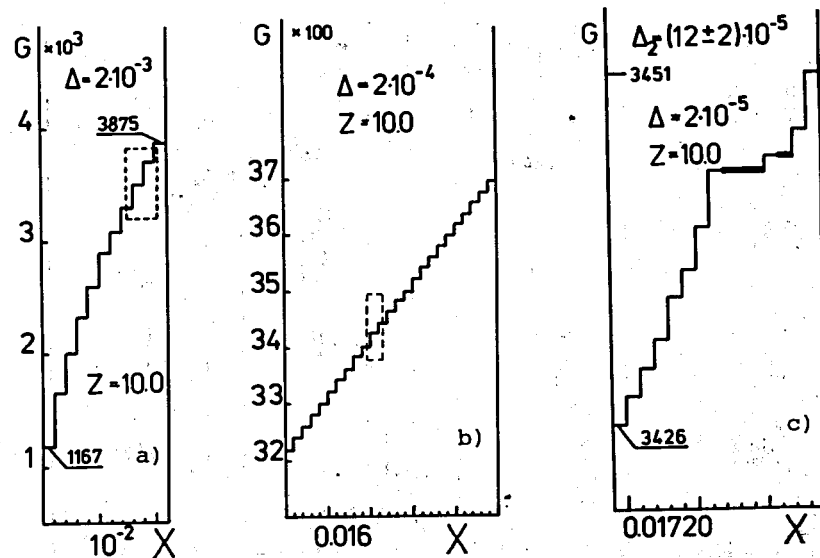 G ×10³
Δ=2·10⁻³
3875
4
3
2
Z=10.0
1167
a)
1
10⁻² X
G ×100
Δ=2·10⁻⁴
Z=10.0
37
36
35
34
33
b)
32
0.016 X
G Δ₂=(12±2)·10⁻⁵
3451
Δ=2·10⁻⁵
Z=10.0
3426
c)
0.01720 X